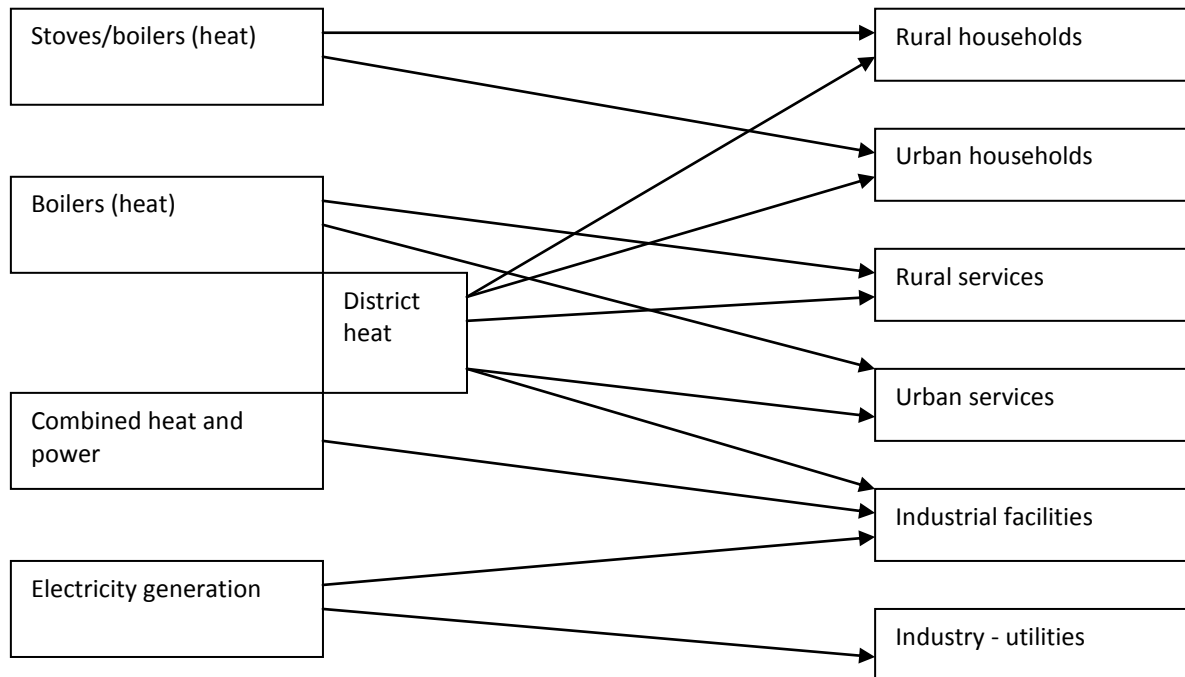 Stoves/boilers (heat)
Boilers (heat)
District
heat
Combined heat and
power
Electricity generation
Rural households
Urban households
Rural services
Urban services
Industrial facilities
Industry - utilities